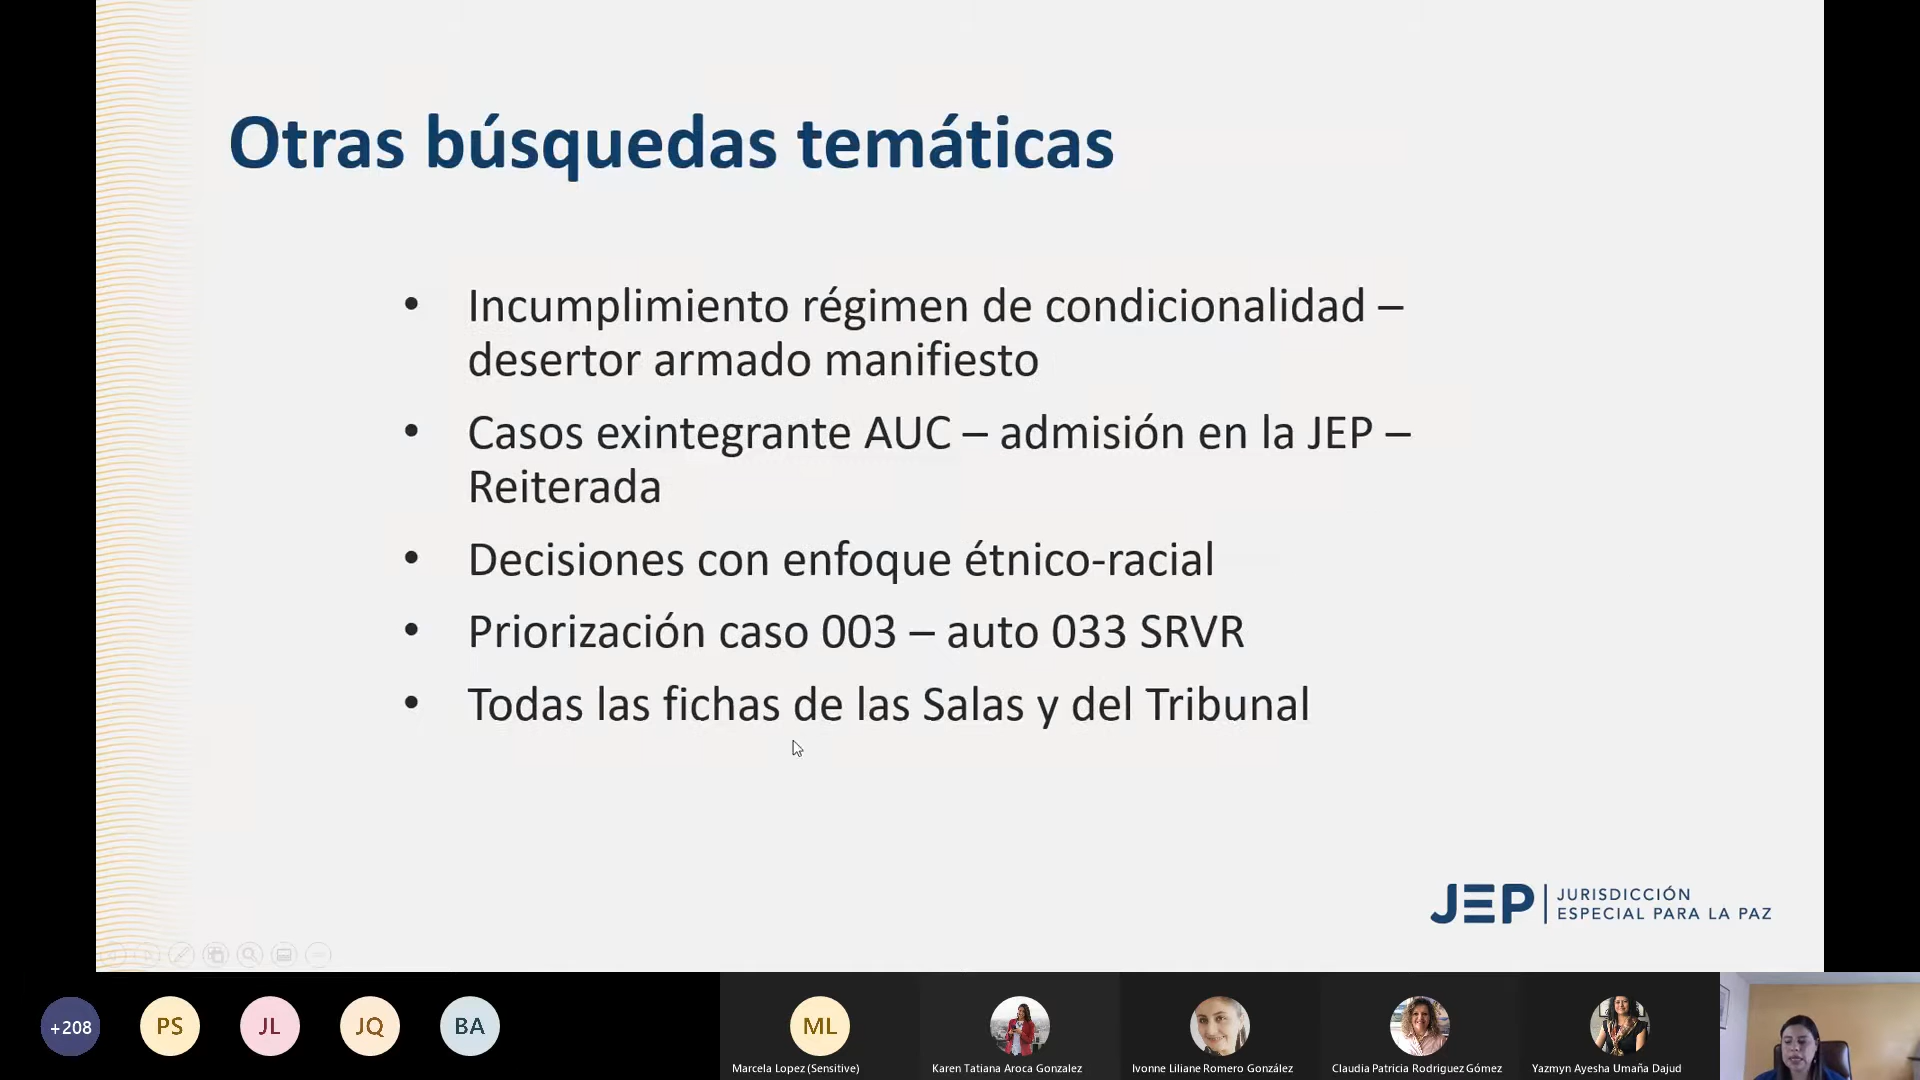 Otras búsquedas temáticas
• Incumplimiento régimen de condicionalidad –
desertor armado manifiesto
• Casos exintegrante AUC – admisión en la JEP –
Reiterada
• Decisiones con enfoque étnico-racial
• Priorización caso 003 – auto 033 SRVR
• Todas las fichas de las Salas y del Tribunal
JEP
JURISDICCIÓN
ESPECIAL PARA LA PAZ
+208
PS
JL
JQ
BA
ML
Marcela Lopez (Sensitive)
Karen Tatiana Aroca Gonzalez
Ivonne Liliane Romero González
Claudia Patricia Rodriguez Gómez
Yazmyn Ayesha Umaña Dajud